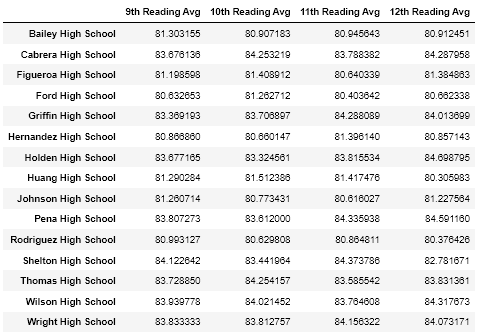 9th Reading Avg 10th Reading Avg 11th Reading Avg 12th Reading Avg
Bailey High School 81.303155 80.907183 80.945643 80.912451
Cabrera High School 83.676136 84.253219 83.788382 84.287958
Figueroa High School 81.198598 81.408912 80.640339 81.384863
Ford High School 80.632653 81.262712 80.403642 80.662338
Griffin High School 83.369193 83.706897 84.288089 84.013699
Hernandez High School 80.866860 80.660147 81.396140 80.857143
Holden High School 83.677165 83.324561 83.815534 84.698795
Huang High School 81.290284 81.512386 81.417476 80.305983
Johnson High School 81.260714 80.773431 80.616027 81.227564
Pena High School 83.807273 83.612000 84.335938 84.591160
Rodriguez High School 80.993127 80.629808 80.864811 80.376426
Shelton High School 84.122642 83.441964 84.373786 82.781671
Thomas High School 83.728850 84.254157 83.585542 83.831361
Wilson High School 83.939778 84.021452 83.764608 84.317673
Wright High School 83.833333 83.812757 84.156322 84.073171